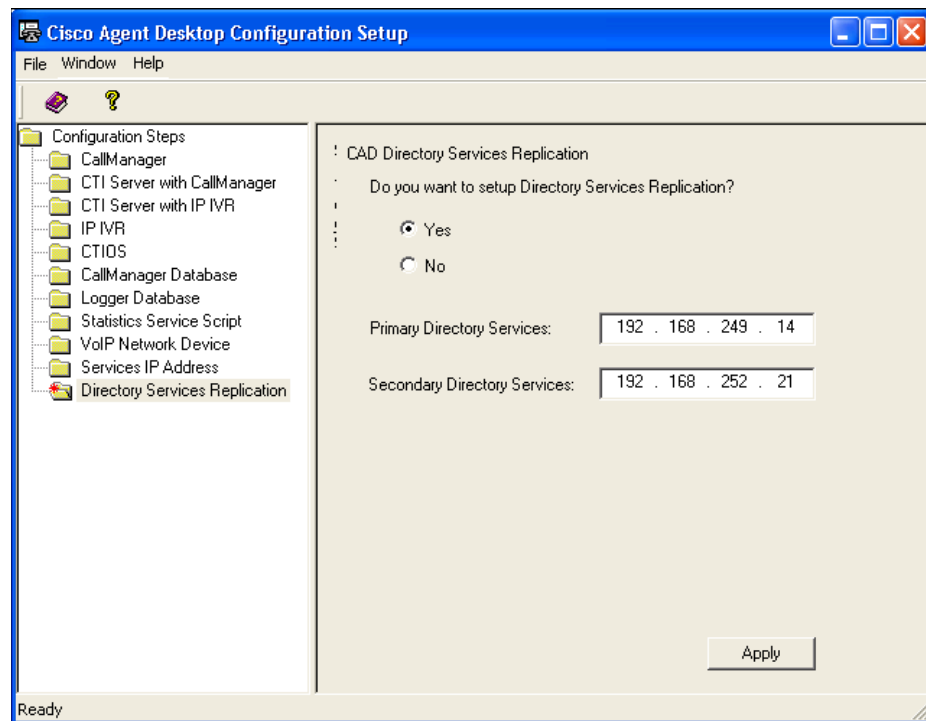 Cisco Agent Desktop Configuration Setup
File Window Help
Configuration Steps
CallManager
CTI Server with CallManager
CTI Server with IP IVR
IP IVR
CTIOS
CallManager Database
Logger Database
Statistics Service Script
VoIP Network Device
Services IP Address
Directory Services Replication
CAD Directory Services Replication
Do you want to setup Directory Services Replication?
Yes
No
Primary Directory Services: 192 . 168 . 249 . 14
Secondary Directory Services: 192 . 168 . 252 . 21
Apply
Ready